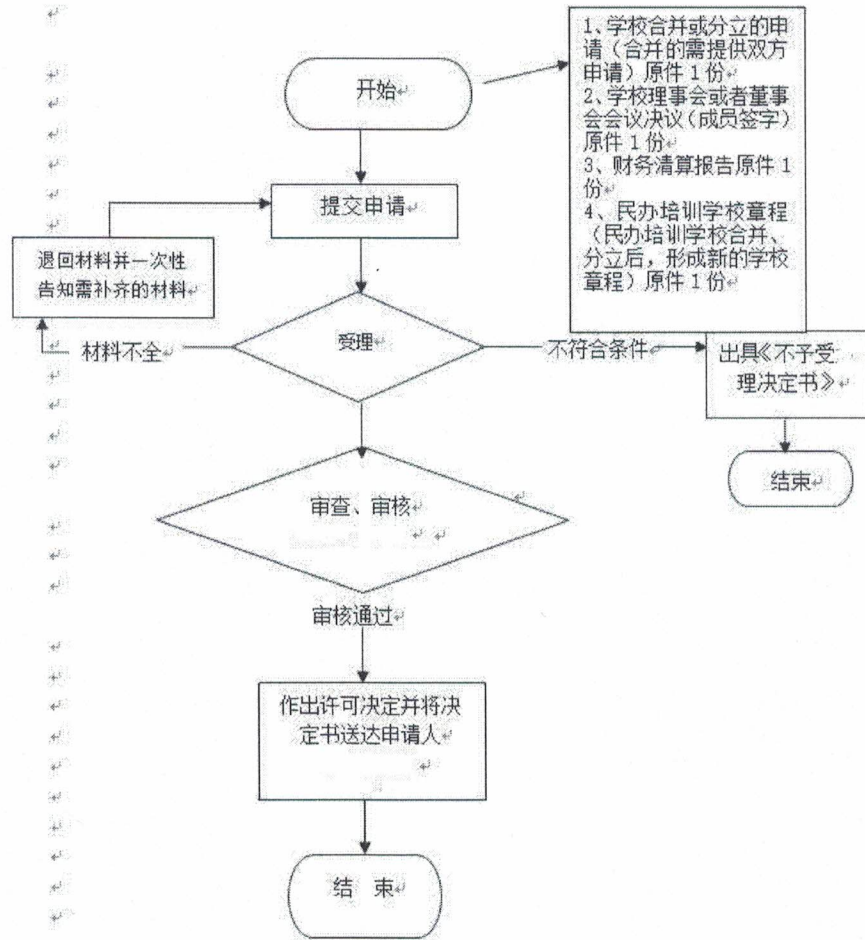 开始
1、学校合并或分立的申
请（合并的需提供双方
申请）原件1份
2、学校理事会或者董事
会会议决议（成员签字）
原件1份
3、财务清算报告原件1
份
4、民办培训学校章程
（民办培训学校合并、
分立后，形成新的学校
章程）原件1份
提交申请
退回材料并一次性
告知需补齐的材料
受理
材料不全
不符合条件
出具《不予受
理决定书》
结束
审查、审核
审核通过
作出许可决定并将决
定书送达申请人
结 束